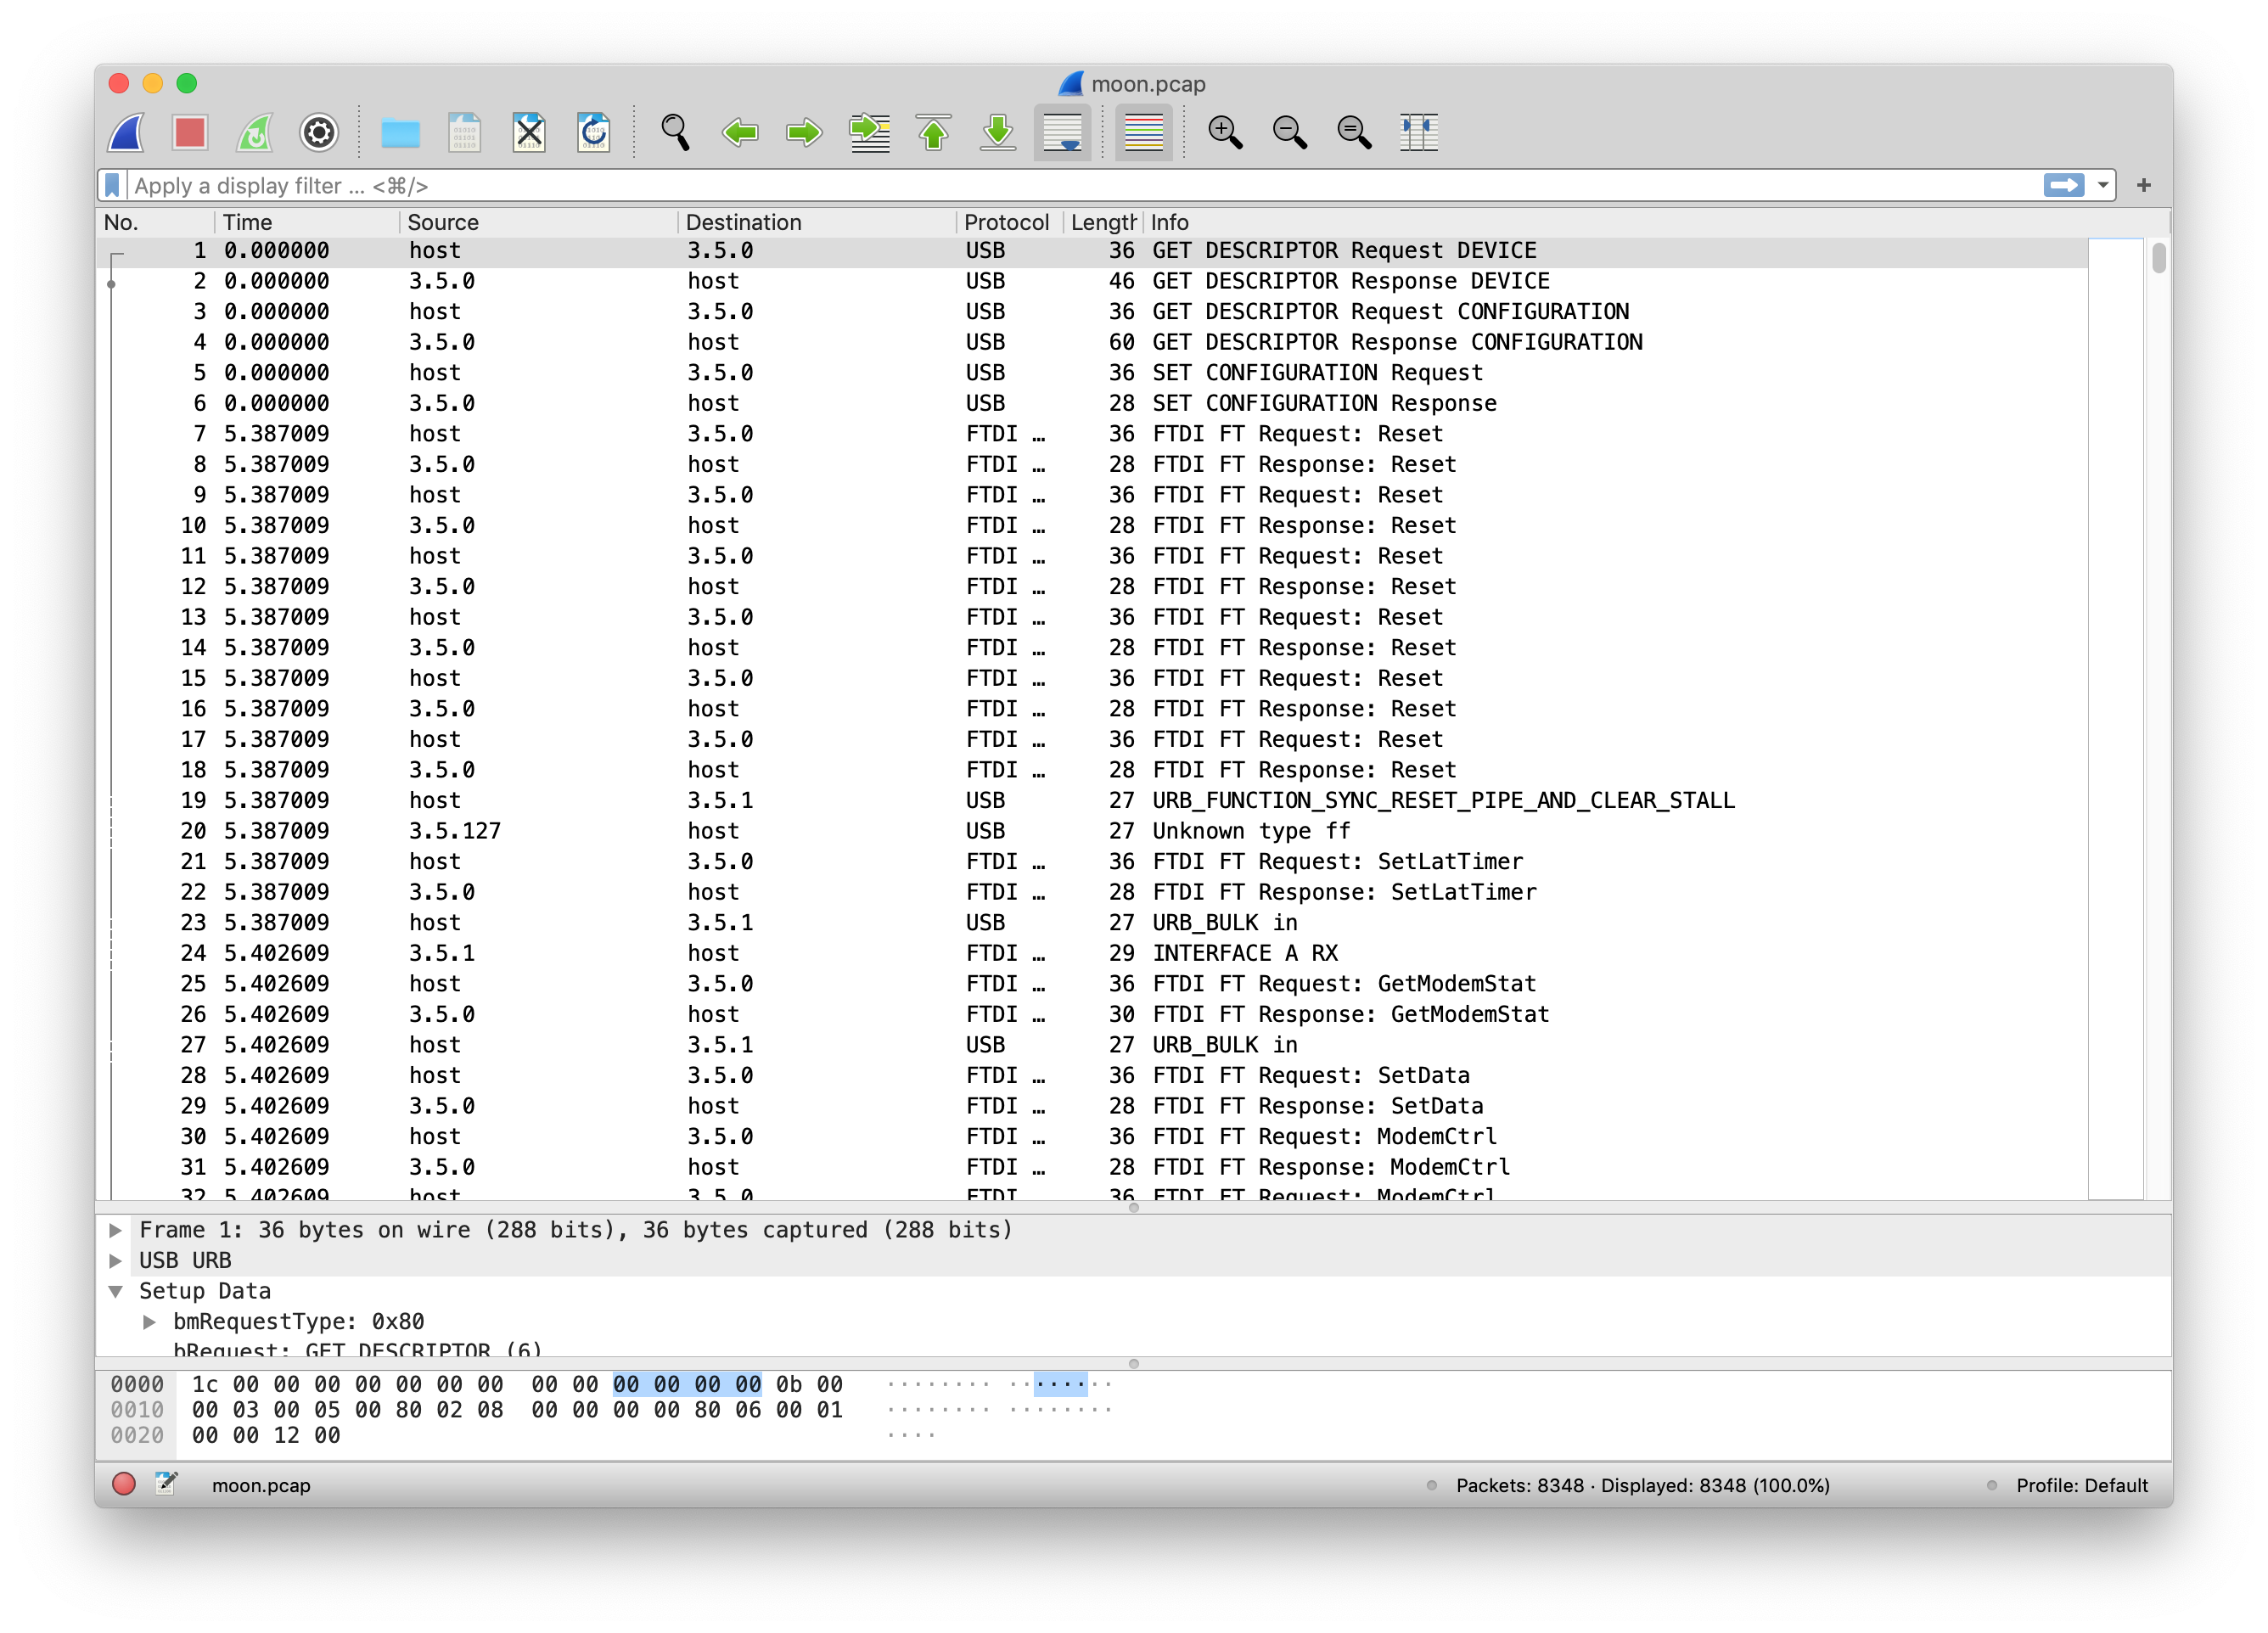 moon.pcap
Apply a display filter ... <⌘/>
No. Time Source Destination Protocol Length Info
1 0.000000 host 3.5.0 USB 36 GET DESCRIPTOR Request DEVICE
2 0.000000 3.5.0 host USB 46 GET DESCRIPTOR Response DEVICE
3 0.000000 host 3.5.0 USB 36 GET DESCRIPTOR Request CONFIGURATION
4 0.000000 3.5.0 host USB 60 GET DESCRIPTOR Response CONFIGURATION
5 0.000000 host 3.5.0 USB 36 SET CONFIGURATION Request
6 0.000000 3.5.0 host USB 28 SET CONFIGURATION Response
7 5.387009 host 3.5.0 FTDI … 36 FTDI FT Request: Reset
8 5.387009 3.5.0 host FTDI … 28 FTDI FT Response: Reset
9 5.387009 host 3.5.0 FTDI … 36 FTDI FT Request: Reset
10 5.387009 3.5.0 host FTDI … 28 FTDI FT Response: Reset
11 5.387009 host 3.5.0 FTDI … 36 FTDI FT Request: Reset
12 5.387009 3.5.0 host FTDI … 28 FTDI FT Response: Reset
13 5.387009 host 3.5.0 FTDI … 36 FTDI FT Request: Reset
14 5.387009 3.5.0 host FTDI … 28 FTDI FT Response: Reset
15 5.387009 host 3.5.0 FTDI … 36 FTDI FT Request: Reset
16 5.387009 3.5.0 host FTDI … 28 FTDI FT Response: Reset
17 5.387009 host 3.5.0 FTDI … 36 FTDI FT Request: Reset
18 5.387009 3.5.0 host FTDI … 28 FTDI FT Response: Reset
19 5.387009 host 3.5.1 USB 27 URB_FUNCTION_SYNC_RESET_PIPE_AND_CLEAR_STALL
20 5.387009 3.5.127 host USB 27 Unknown type ff
21 5.387009 host 3.5.0 FTDI … 36 FTDI FT Request: SetLatTimer
22 5.387009 3.5.0 host FTDI … 28 FTDI FT Response: SetLatTimer
23 5.387009 host 3.5.1 USB 27 URB_BULK in
24 5.402609 3.5.1 host FTDI … 29 INTERFACE A RX
25 5.402609 host 3.5.0 FTDI … 36 FTDI FT Request: GetModemStat
26 5.402609 3.5.0 host FTDI … 30 FTDI FT Response: GetModemStat
27 5.402609 host 3.5.1 USB 27 URB_BULK in
28 5.402609 host 3.5.0 FTDI … 36 FTDI FT Request: SetData
29 5.402609 3.5.0 host FTDI … 28 FTDI FT Response: SetData
30 5.402609 host 3.5.0 FTDI … 36 FTDI FT Request: ModemCtrl
31 5.402609 3.5.0 host FTDI … 28 FTDI FT Response: ModemCtrl
32 5.402609 host 3.5.0 FTDI 36 FTDI FT Request: ModemCtrl
Frame 1: 36 bytes on wire (288 bits), 36 bytes captured (288 bits)
USB URB
Setup Data
bmRequestType: 0x80
bRequest: GET DESCRIPTOR (6)
0000 1c 00 00 00 00 00 00 00 00 00 00 00 00 00 0b 00 ········ ········
0010 00 03 00 05 00 80 02 08 00 00 00 00 80 06 00 01 ········ ········
0020 00 00 12 00 ····
moon.pcap Packets: 8348 · Displayed: 8348 (100.0%) Profile: Default